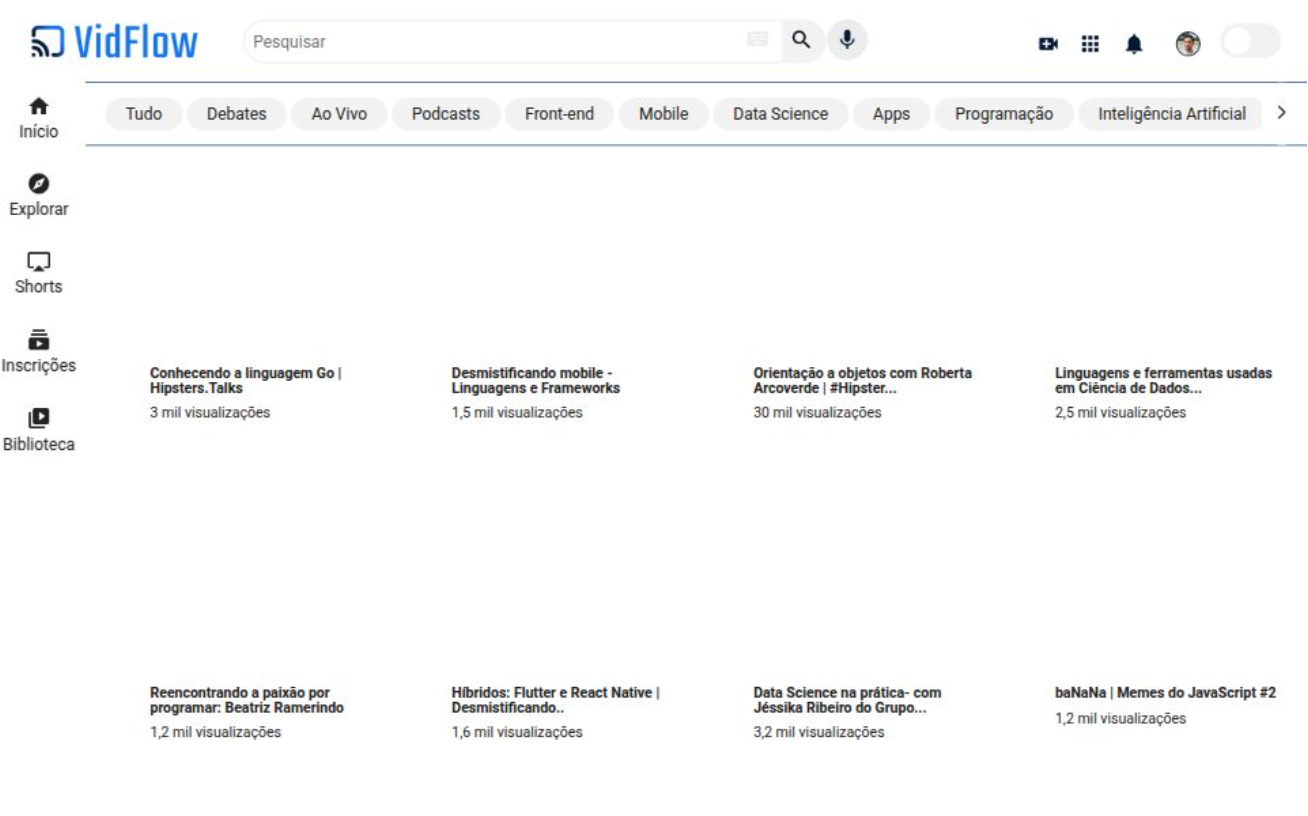 VidFlow
Pesquisar
Tudo
Debates
Ao Vivo
Podcasts
Front-end
Mobile
Data Science
Apps
Programação
Inteligência Artificial
Início
Explorar
Shorts
Inscrições
Biblioteca
Conhecendo a linguagem Go |
Hipsters.Talks
3 mil visualizações
Desmistificando mobile -
Linguagens e Frameworks
1,5 mil visualizações
Orientação a objetos com Roberta
Arcoverde | #Hipster...
30 mil visualizações
Linguagens e ferramentas usadas
em Ciência de Dados...
2,5 mil visualizações
Reencontrando a paixão por
programar: Beatriz Ramerindo
1,2 mil visualizações
Híbridos: Flutter e React Native |
Desmistificando..
1,6 mil visualizações
Data Science na prática- com
Jéssika Ribeiro do Grupo...
3,2 mil visualizações
baNaNa | Memes do JavaScript #2
1,2 mil visualizações